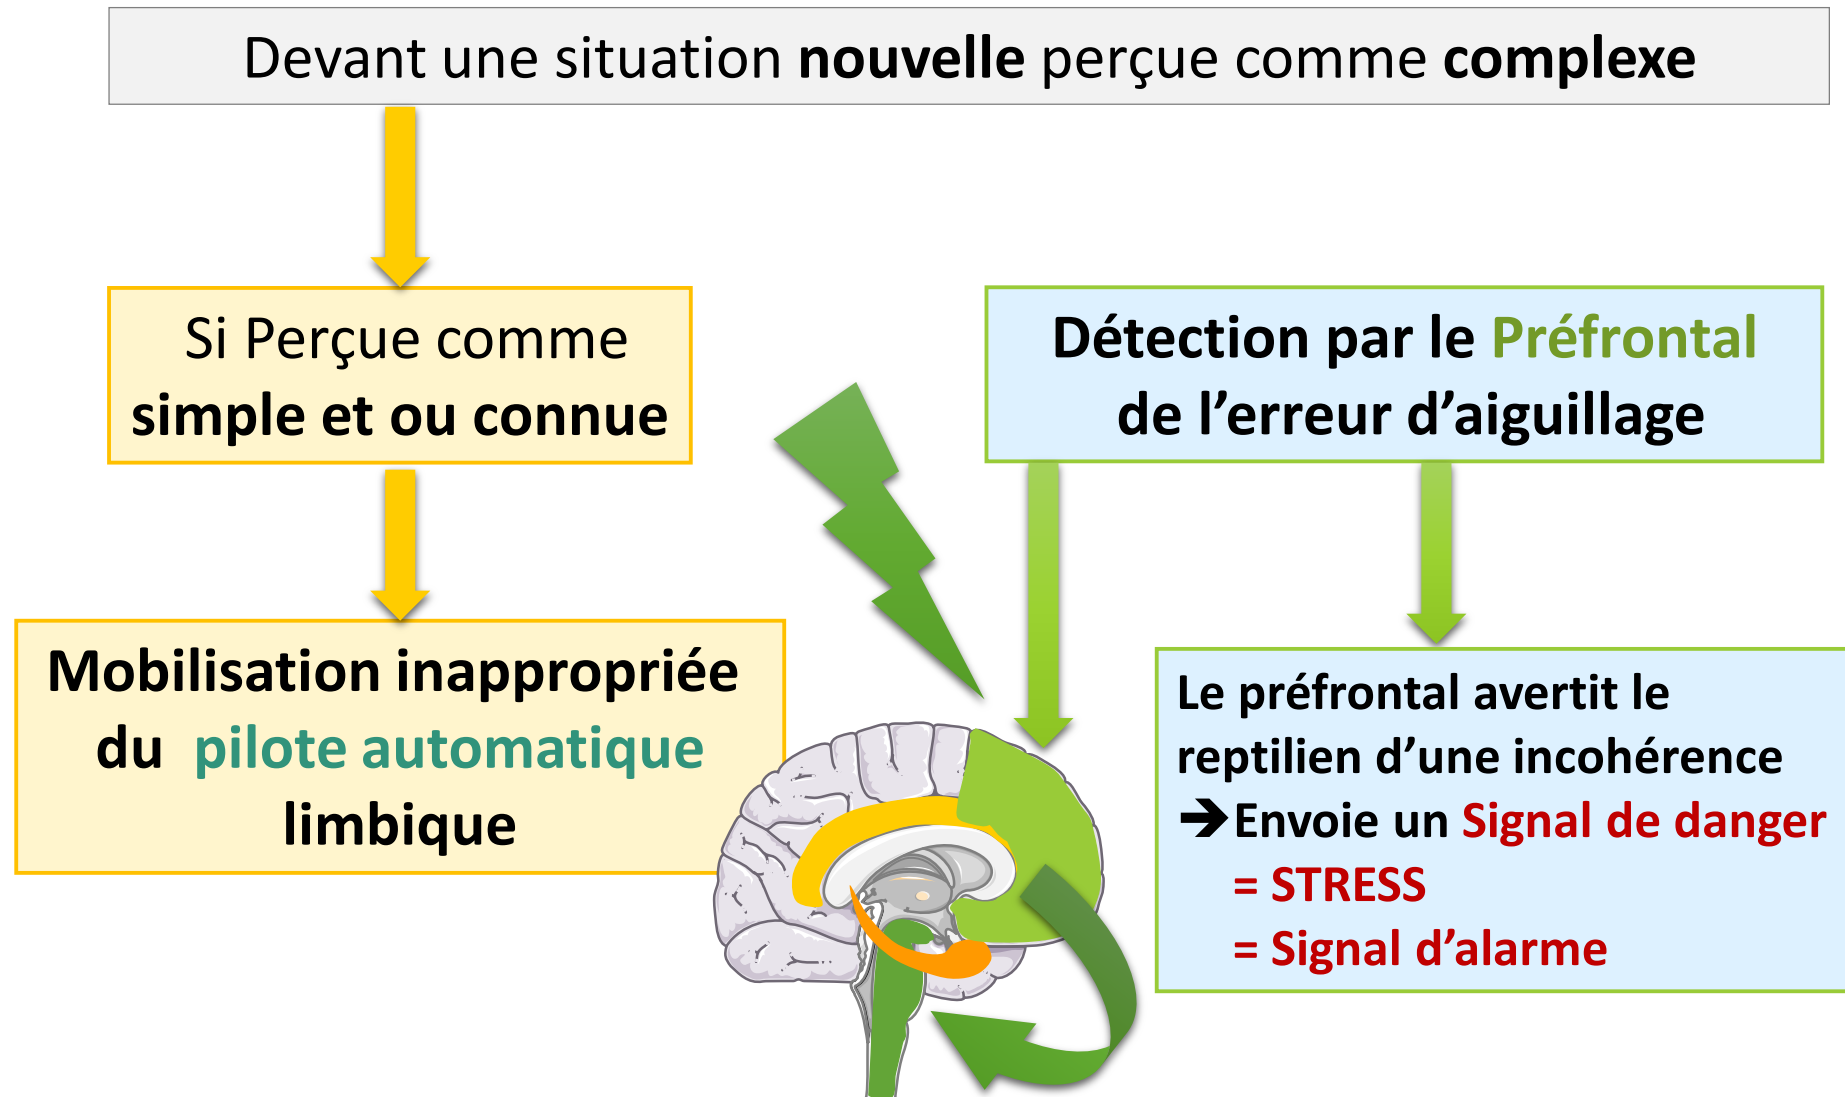 Devant une situation nouvelle perçue comme complexe
Si Perçue comme
simple et ou connue
Mobilisation inappropriée
du pilote automatique
limbique
Détection par le Préfrontal
de l’erreur d’aiguillage
Le préfrontal avertit le
reptilien d’une incohérence
➔Envoie un Signal de danger
= STRESS
= Signal d’alarme